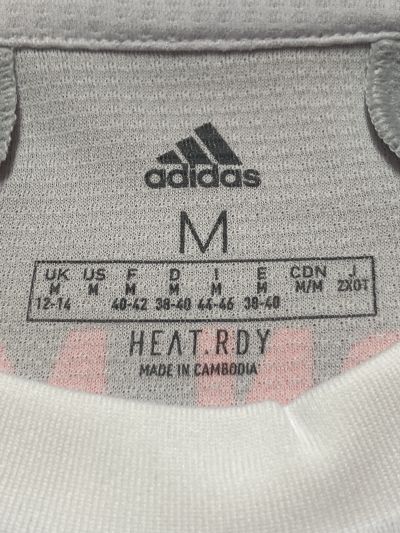 adidas
M
UK US F D I E CDN J
M M M M M M M/M 2XOT
12-14 40-42 38-40 44-46 38-40
HEAT.RDY
MADE IN CAMBODIA